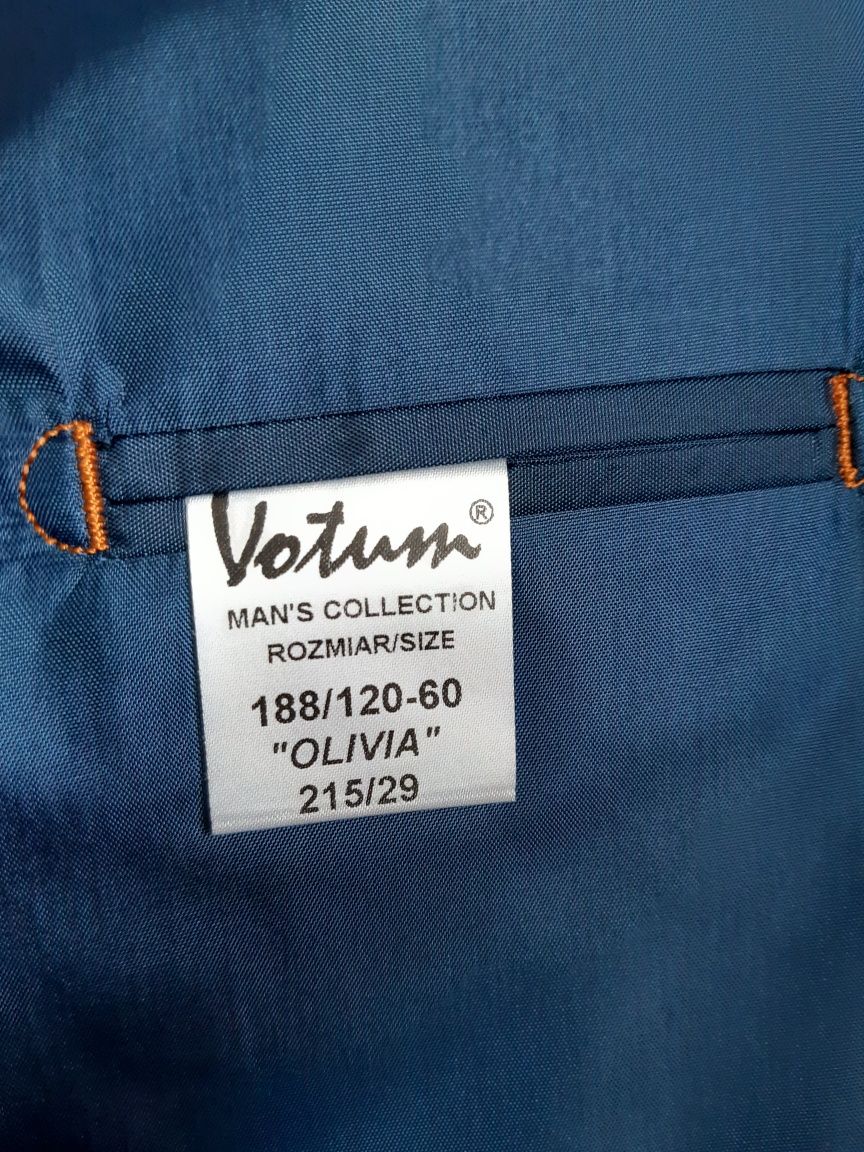 Votum®
MAN'S COLLECTION
ROZMIAR/SIZE
188/120-60
"OLIVIA"
215/29